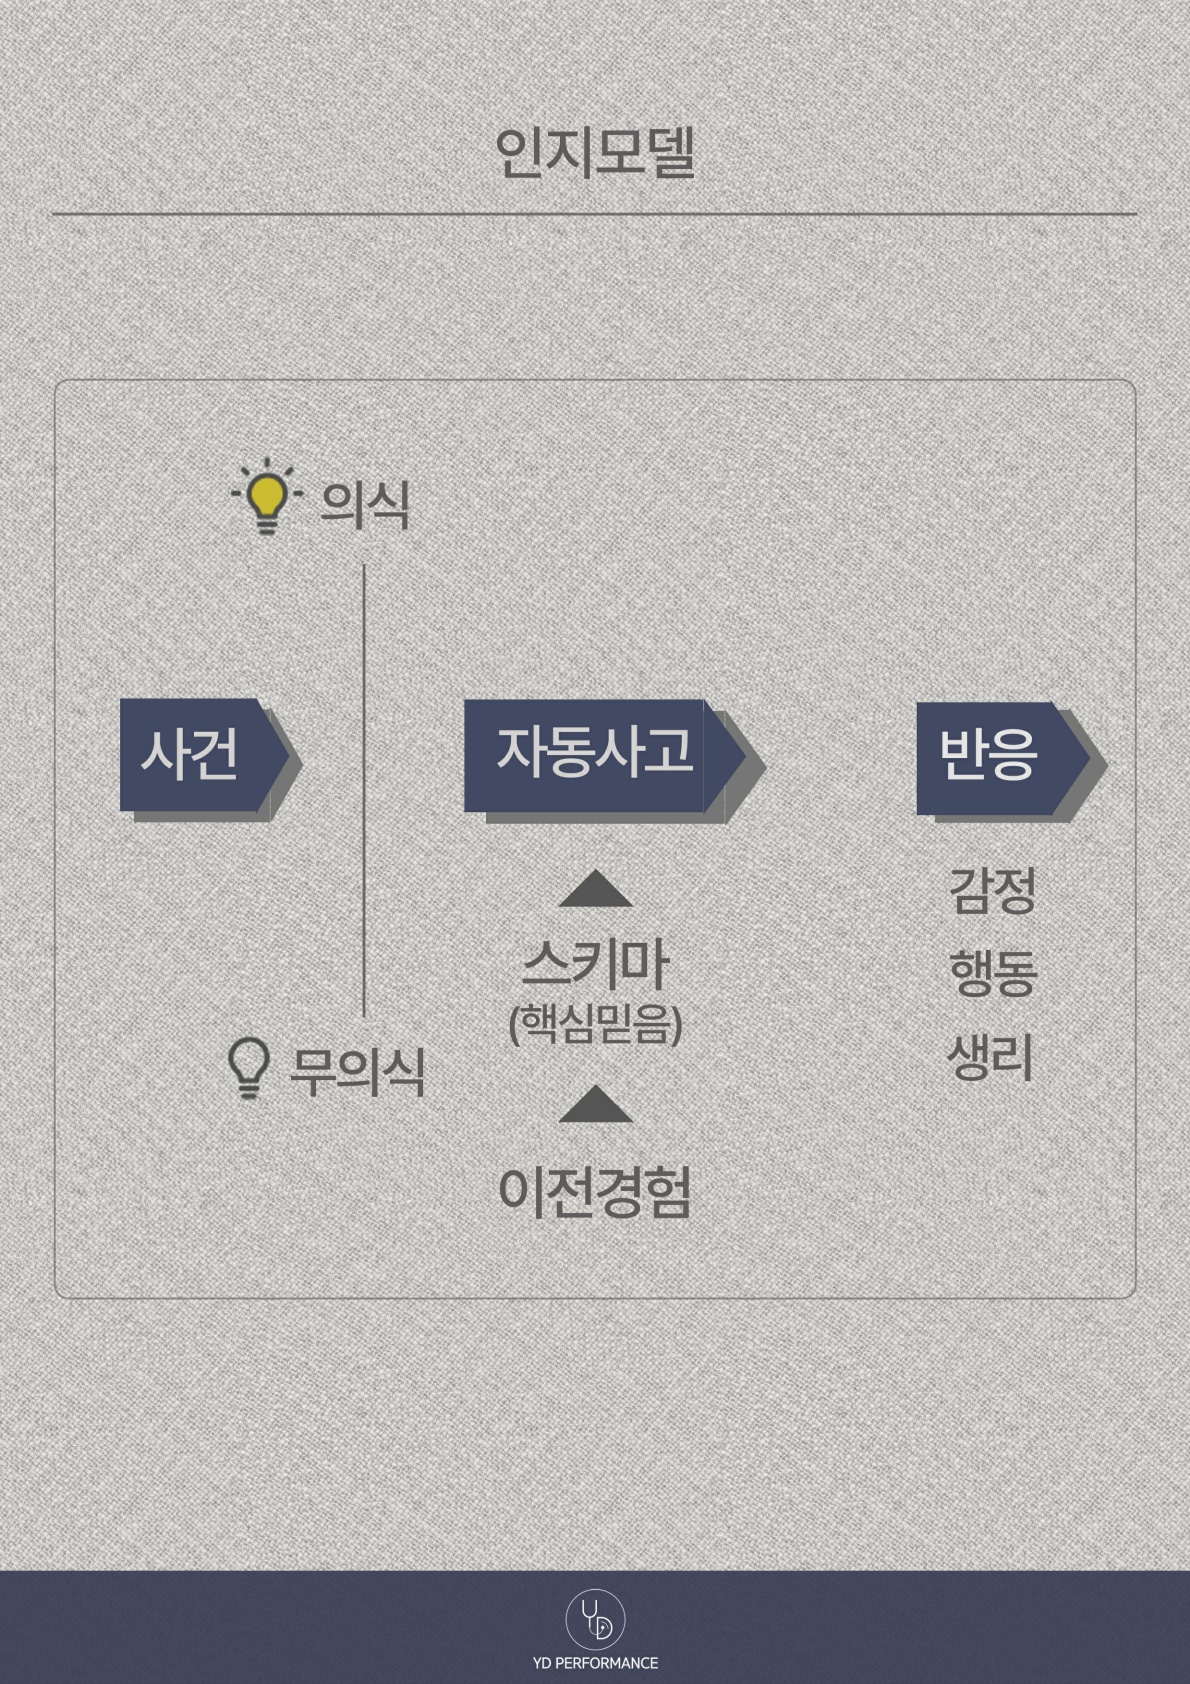 인지모델
의식
사건
자동사고
반응
스키마
(핵심믿음)
이전경험
감정
행동
생리
무의식
YD
YD PERFORMANCE